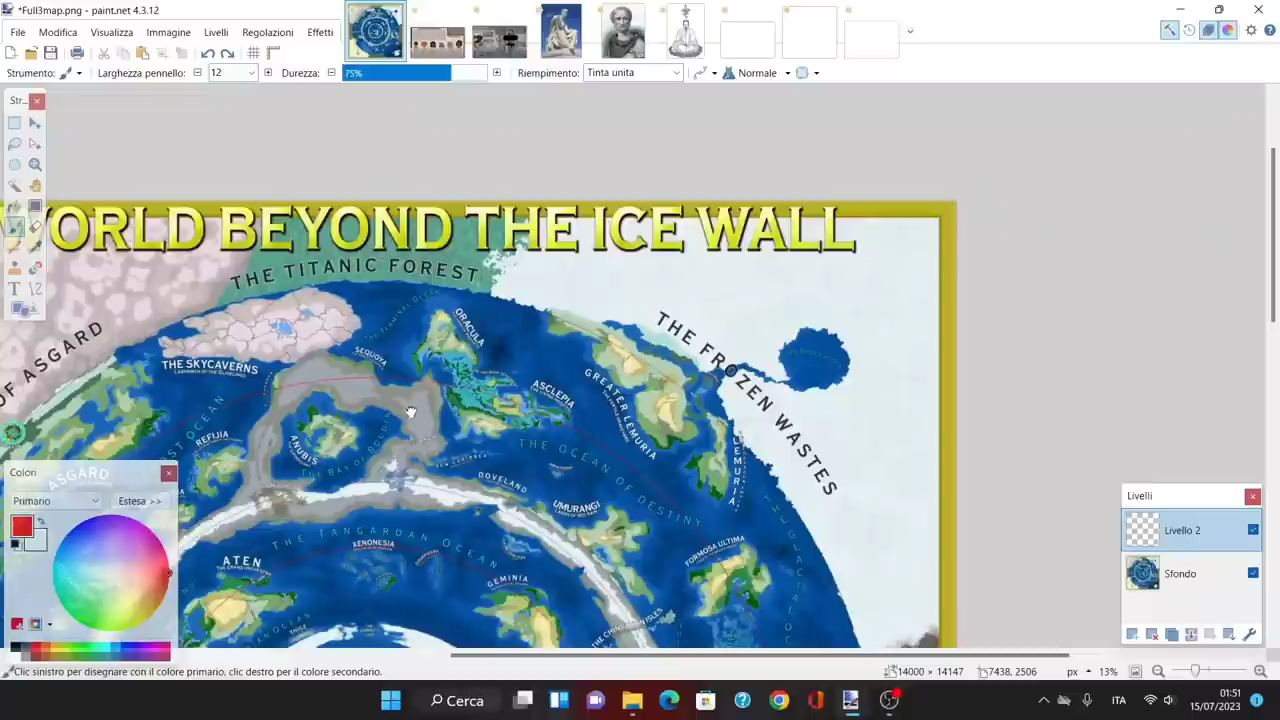 *Full3map.png - paint.net 4.3.12
File Modifica Visualizza Immagine Livelli Regolazioni Effetti
Strumento: Larghezza pennello: 12 Durezza: 75% Riempimento: Tinta unita Normale
Str...
WORLD BEYOND THE ICE WALL
THE TITANIC FOREST
OF ASGARD
THE FROZEN WASTES
ORACULA
SEQUOYA
THE SKYCAVERNS
ASCLEPIA
GREATER LEMURIA
LEMURIA
REFIJIA
ANUBIS
THE OCEAN OF DESTINY
DOVELAND
UMURANGI
THE TANGAROAN OCEAN
XENONESIA
ATEN
GEMINIA
FORMOSA ULTIMA
ASGARD
Colori
Primario
Estesa >>
Livelli
Livello 2
Sfondo
Clic sinistro per disegnare con il colore primario, clic destro per il colore secondario.
14000 × 14147
7438, 2506
px
13%
Cerca
ITA
01:51
15/07/2023